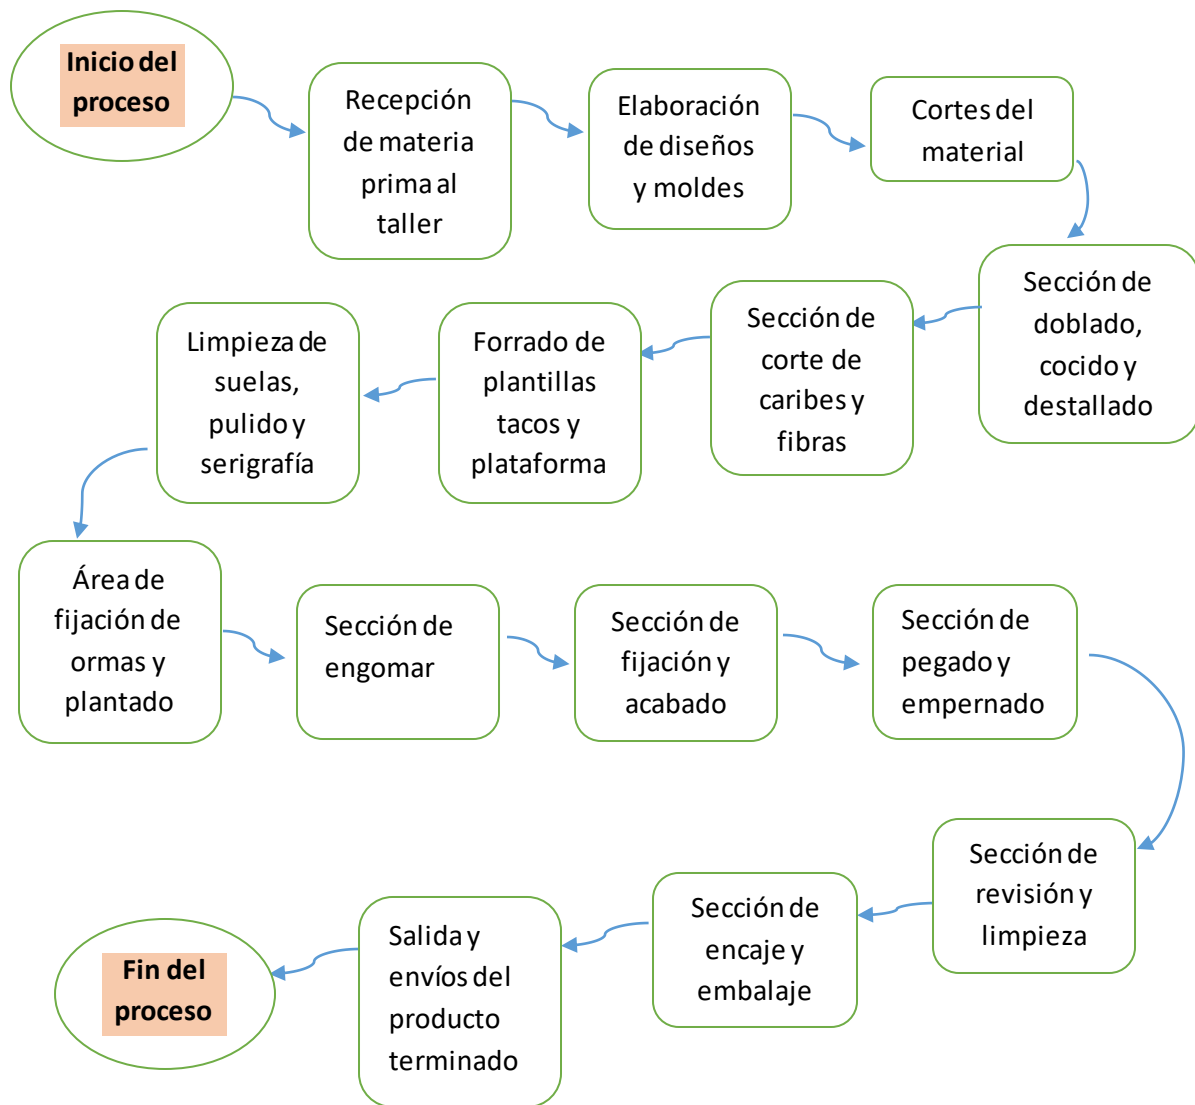 Inicio del
proceso
Recepción
de materia
prima al
taller
Elaboración
de diseños
y moldes
Cortes del
material
Sección de
doblado,
cocido y
destallado
Sección de
corte de
caribes y
fibras
Forrado de
plantillas
tacos y
plataforma
Limpieza de
suelas,
pulido y
serigrafía
Área de
fijación de
ormas y
plantado
Sección de
engomar
Sección de
fijación y
acabado
Sección de
pegado y
empernado
Sección de
revisión y
limpieza
Sección de
encaje y
embalaje
Salida y
envíos del
producto
terminado
Fin del
proceso